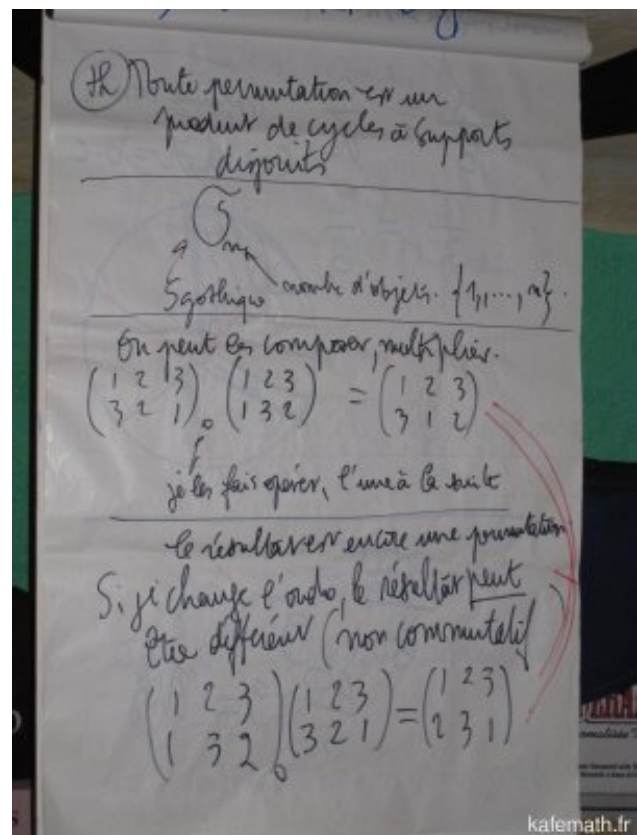 th Toute permutation est un
produit de cycles à supports
disjoints
S n
S gothique nombre d'objets. {1, ..., n}.
On peut les composer, multiplier.
( 1 2 3 ) ∘ ( 1 2 3 ) = ( 1 2 3 )
( 3 2 1 ) ( 1 3 2 ) ( 3 1 2 )
je les fais opérer, l'une à la suite
le résultat est encore une permutation
Si je change l'ordre, le résultat peut
être différent (non commutatif)
( 1 2 3 ) ∘ ( 1 2 3 ) = ( 1 2 3 )
( 1 3 2 ) ( 3 2 1 ) ( 2 3 1 )
kafemath.fr